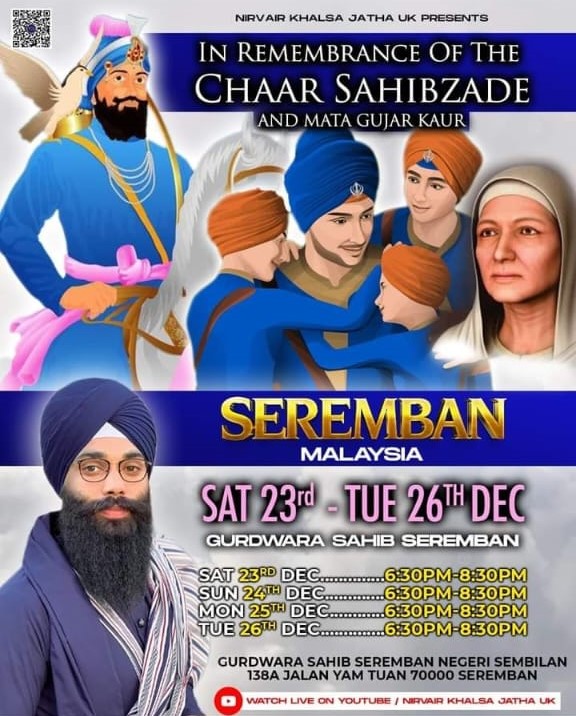 NIRVAIR KHALSA JATHA UK PRESENTS
IN REMEMBRANCE OF THE
CHAAR SAHIBZADE
AND MATA GUJAR KAUR
SEREMBAN
MALAYSIA
SAT 23rd - TUE 26TH DEC
GURDWARA SAHIB SEREMBAN
SAT 23RD DEC..............6:30PM-8:30PM
SUN 24TH DEC.............6:30PM-8:30PM
MON 25TH DEC............6:30PM-8:30PM
TUE 26TH DEC.............6:30PM-8:30PM
GURDWARA SAHIB SEREMBAN NEGERI SEMBILAN
138A JALAN YAM TUAN 70000 SEREMBAN
WATCH LIVE ON YOUTUBE / NIRVAIR KHALSA JATHA UK